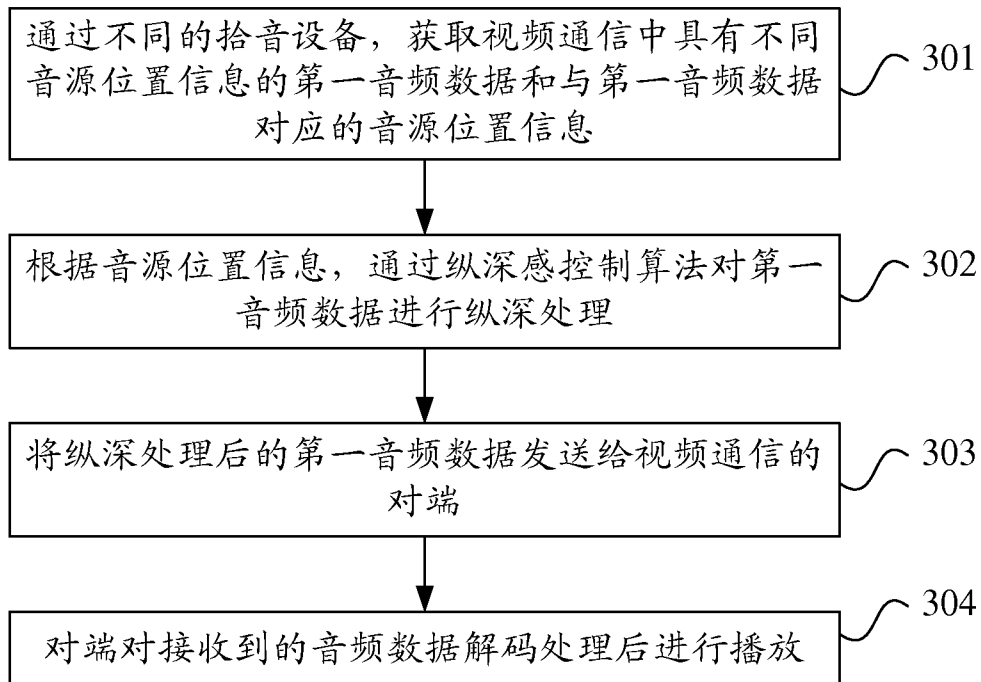 通过不同的拾音设备，获取视频通信中具有不同
音源位置信息的第一音频数据和与第一音频数据
对应的音源位置信息
301
根据音源位置信息，通过纵深感控制算法对第一
音频数据进行纵深处理
302
将纵深处理后的第一音频数据发送给视频通信的
对端
303
对端对接收到的音频数据解码处理后进行播放
304